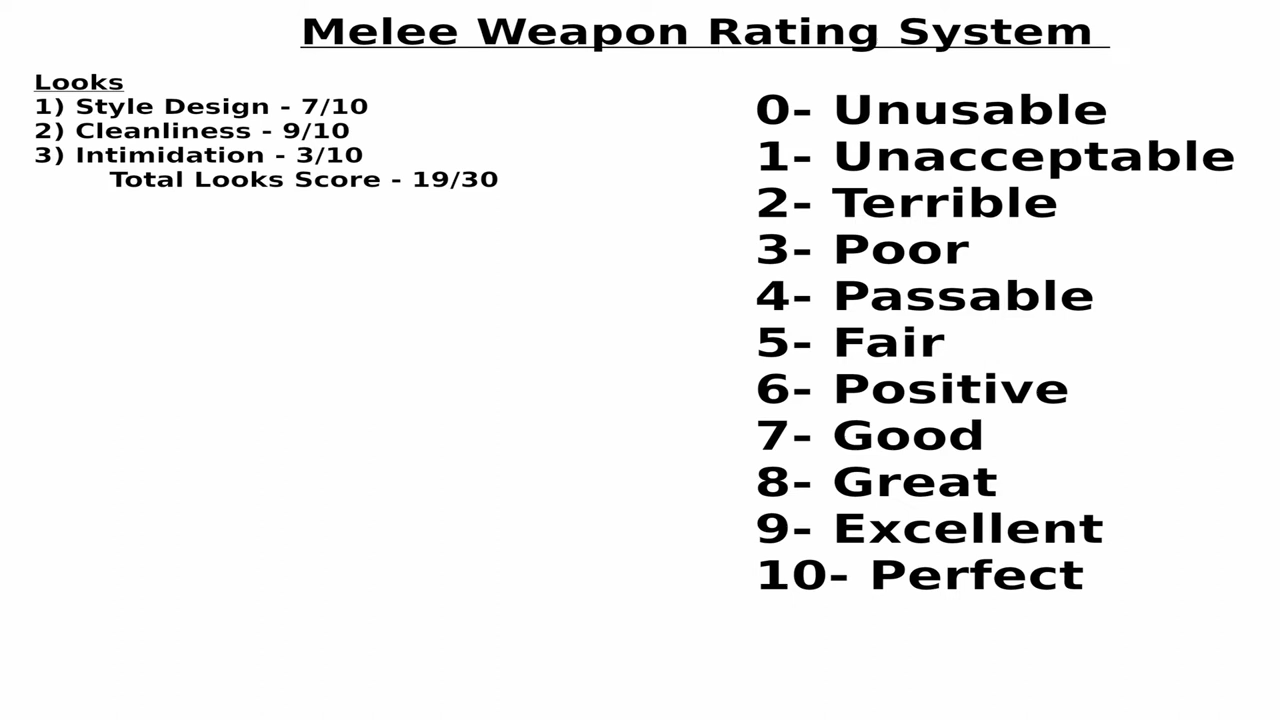 Melee Weapon Rating System
Looks
1) Style Design - 7/10
2) Cleanliness - 9/10
3) Intimidation - 3/10
Total Looks Score - 19/30
0- Unusable
1- Unacceptable
2- Terrible
3- Poor
4- Passable
5- Fair
6- Positive
7- Good
8- Great
9- Excellent
10- Perfect